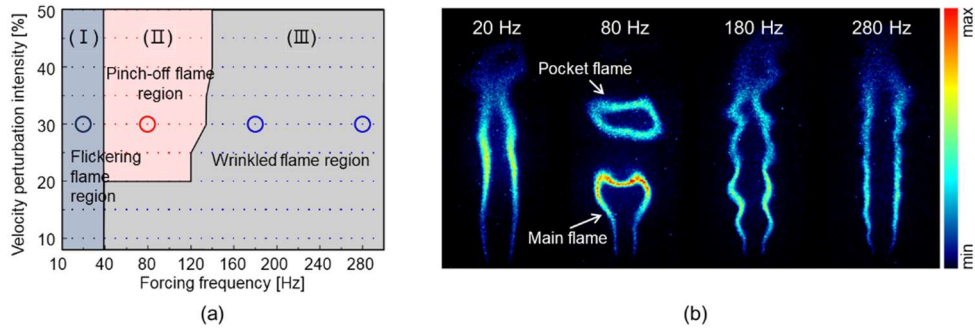 Velocity perturbation intensity [%]
50
40
30
20
10
(Ⅰ)
(Ⅱ)
(Ⅲ)
Pinch-off flame
region
Flickering
flame
region
Wrinkled flame region
10 40 80 120 160 200 240 280
Forcing frequency [Hz]
(a)
20 Hz 80 Hz 180 Hz 280 Hz
Pocket flame
Main flame
max
min
(b)